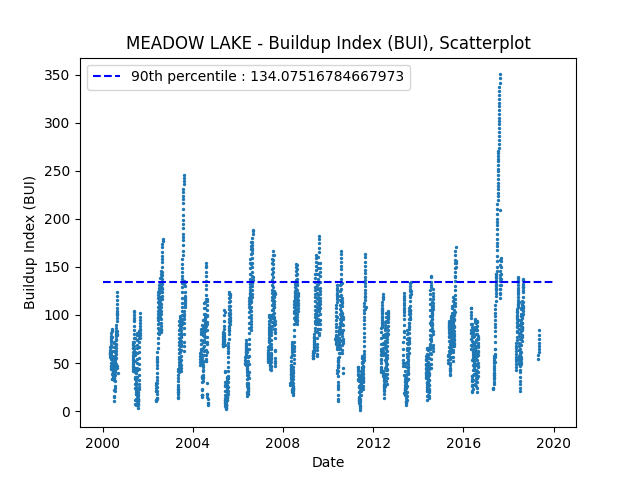 MEADOW LAKE - Buildup Index (BUI), Scatterplot
90th percentile : 134.07516784667973
350
300
250
200
150
100
50
0
Buildup Index (BUI)
2000 2004 2008 2012 2016 2020
Date